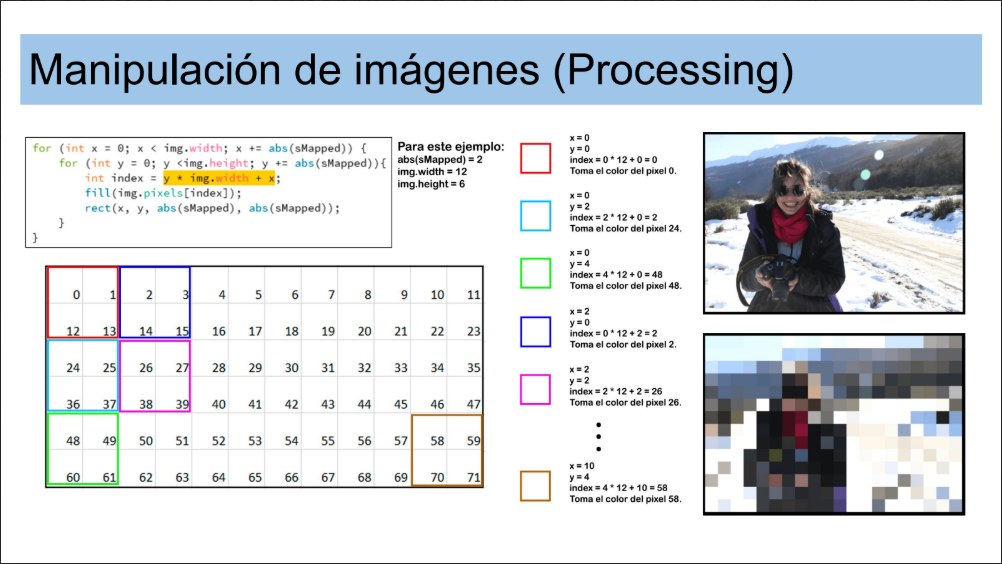 Manipulación de imágenes (Processing)
for (int x = 0; x < img.width; x += abs(sMapped)) {
for (int y = 0; y <img.height; y += abs(sMapped)){
int index = y * img.width + x;
fill(img.pixels[index]);
rect(x, y, abs(sMapped), abs(sMapped));
}
}
Para este ejemplo:
abs(sMapped) = 2
img.width = 12
img.height = 6
0 1 2 3 4 5 6 7 8 9 10 11
12 13 14 15 16 17 18 19 20 21 22 23
24 25 26 27 28 29 30 31 32 33 34 35
36 37 38 39 40 41 42 43 44 45 46 47
48 49 50 51 52 53 54 55 56 57 58 59
60 61 62 63 64 65 66 67 68 69 70 71
x = 0
y = 0
index = 0 * 12 + 0 = 0
Toma el color del pixel 0.
x = 0
y = 2
index = 2 * 12 + 0 = 2
Toma el color del pixel 24.
x = 0
y = 4
index = 4 * 12 + 0 = 48
Toma el color del pixel 48.
x = 2
y = 0
index = 0 * 12 + 2 = 2
Toma el color del pixel 2.
x = 2
y = 2
index = 2 * 12 + 2 = 26
Toma el color del pixel 26.
x = 10
y = 4
index = 4 * 12 + 10 = 58
Toma el color del pixel 58.